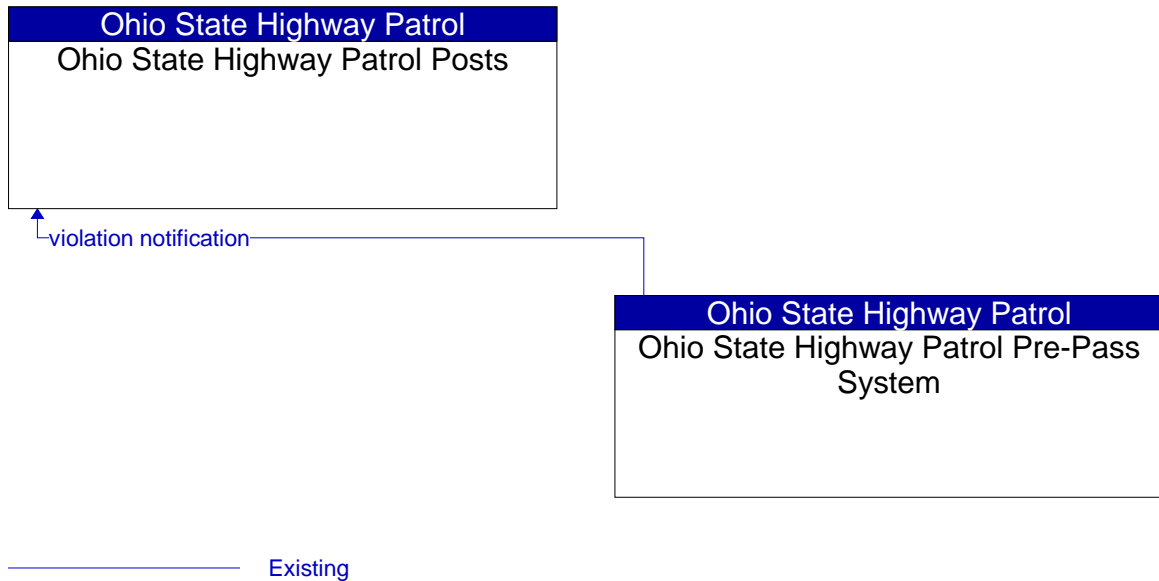 Ohio State Highway Patrol
Ohio State Highway Patrol Posts
violation notification
Ohio State Highway Patrol
Ohio State Highway Patrol Pre-Pass
System
Existing